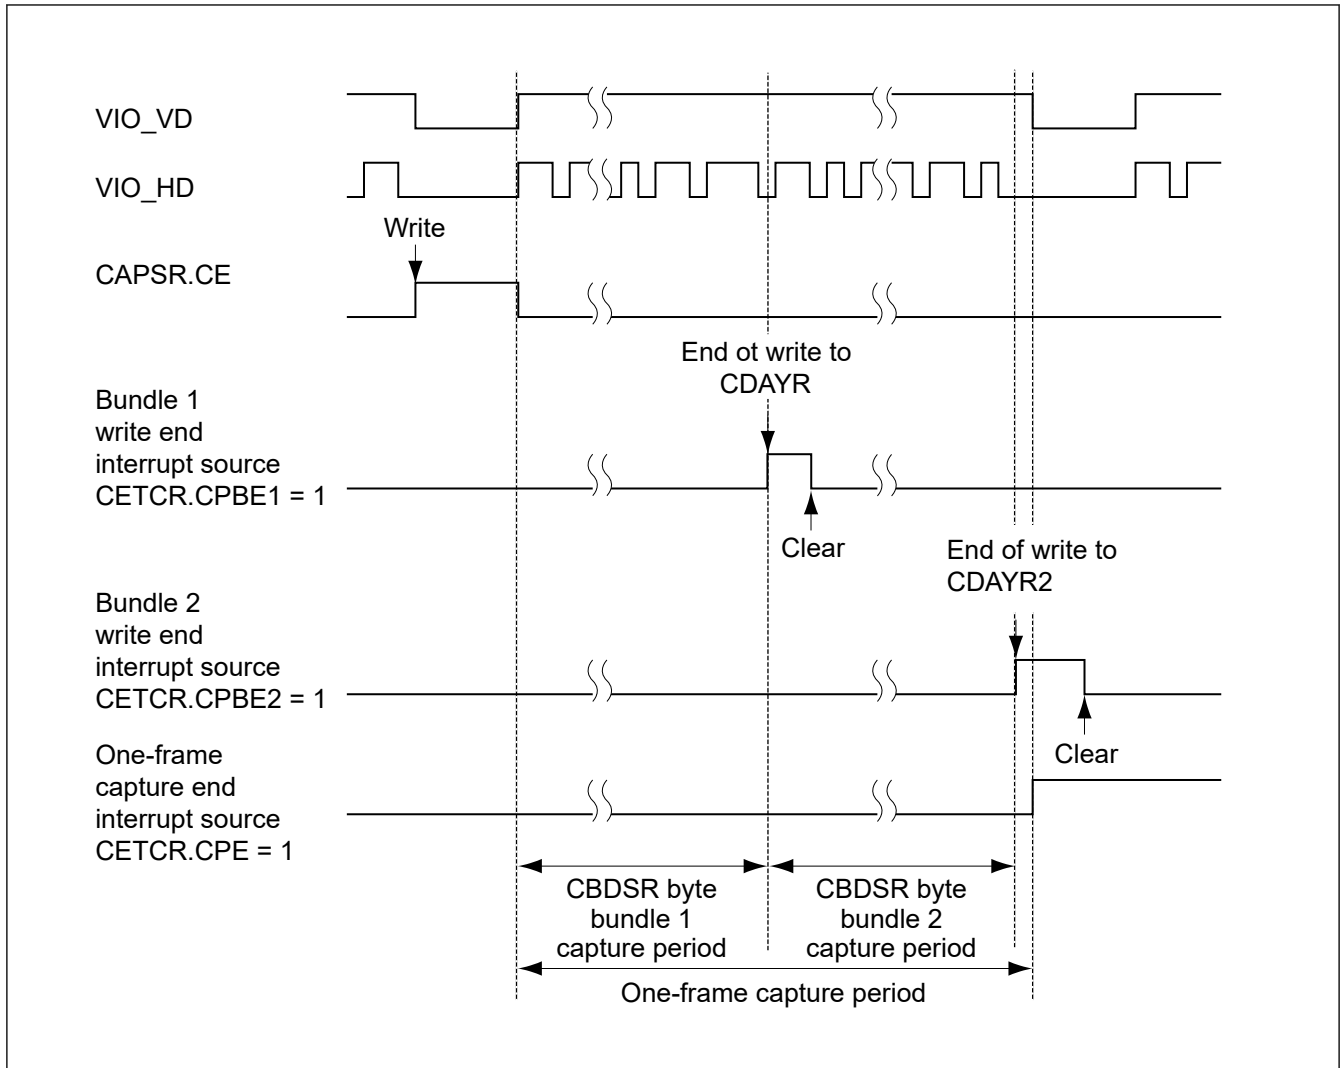 VIO_VD
VIO_HD
Write
CAPSR.CE
End ot write to
CDAYR
Bundle 1
write end
interrupt source
CETCR.CPBE1 = 1
Clear
End of write to
CDAYR2
Bundle 2
write end
interrupt source
CETCR.CPBE2 = 1
Clear
One-frame
capture end
interrupt source
CETCR.CPE = 1
CBDSR byte
bundle 1
capture period
CBDSR byte
bundle 2
capture period
One-frame capture period